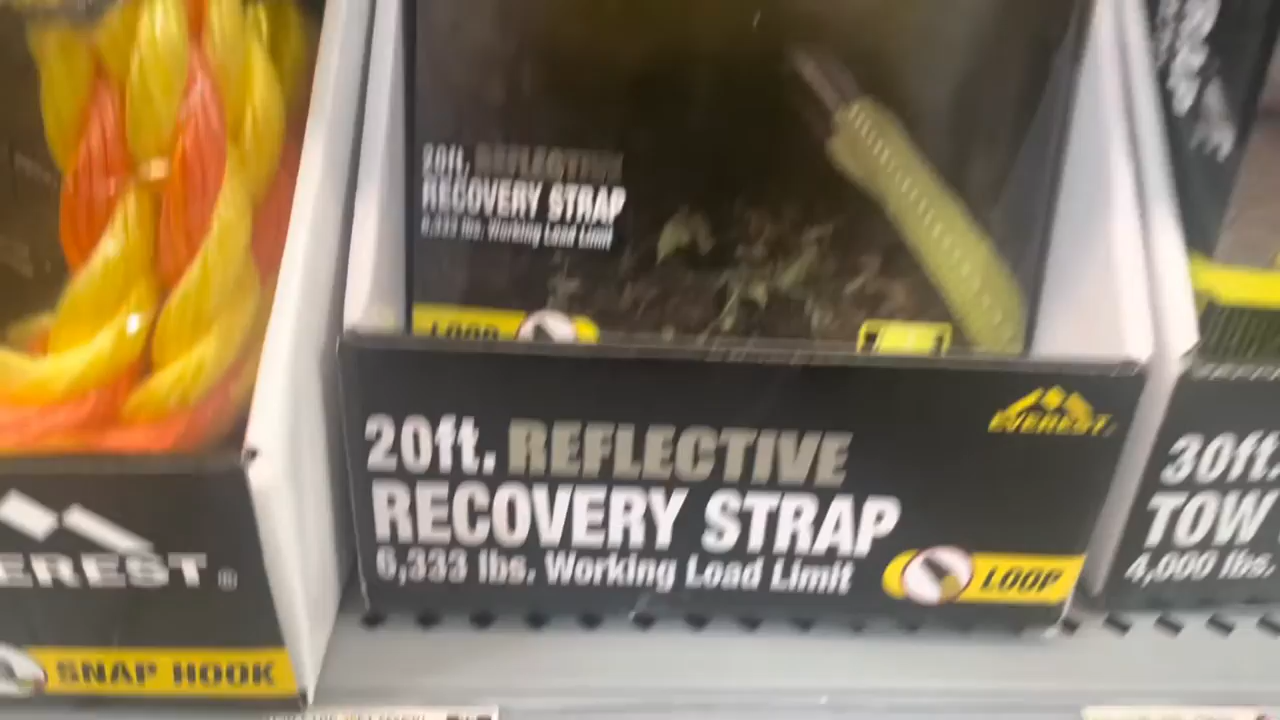 20ft. REFLECTIVE
RECOVERY STRAP
6,333 lbs. Working Load Limit
LOOP
20ft. REFLECTIVE
RECOVERY STRAP
6,333 lbs. Working Load Limit
EVEREST
LOOP
EREST®
SNAP HOOK
30ft.
TOW
4,000 lbs.